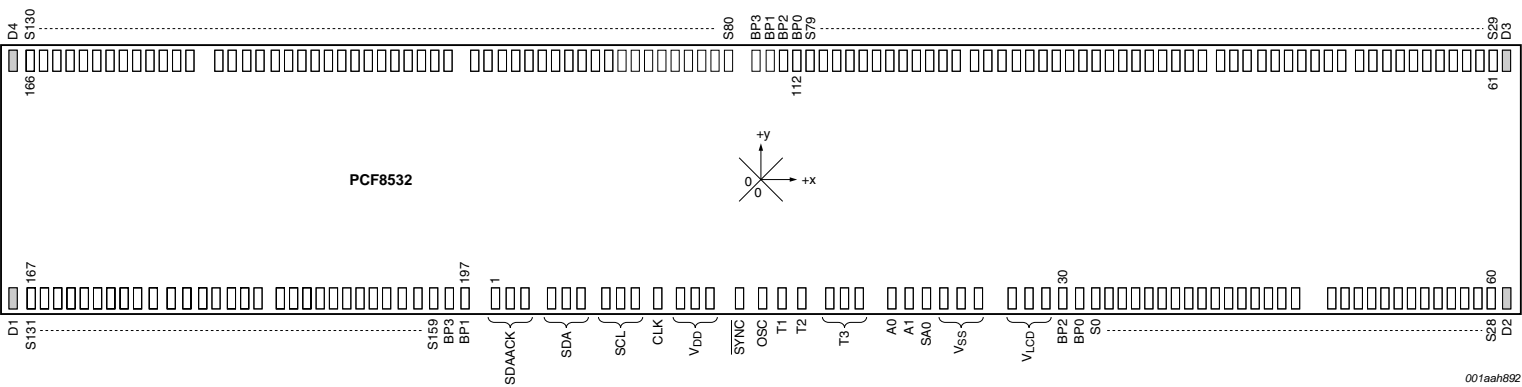 D4
S130
S80
BP3
BP1
BP2
BP0
S79
S29
D3
166
112
61
+y
PCF8532
0
0
+x
167
197
1
30
60
D1
S131
S159
BP3
BP1
SDAACK
SDA
SCL
CLK
VDD
SYNC
OSC
T1
T2
T3
A0
A1
SA0
VSS
VLCD
BP2
BP0
S0
S28
D2
001aah892